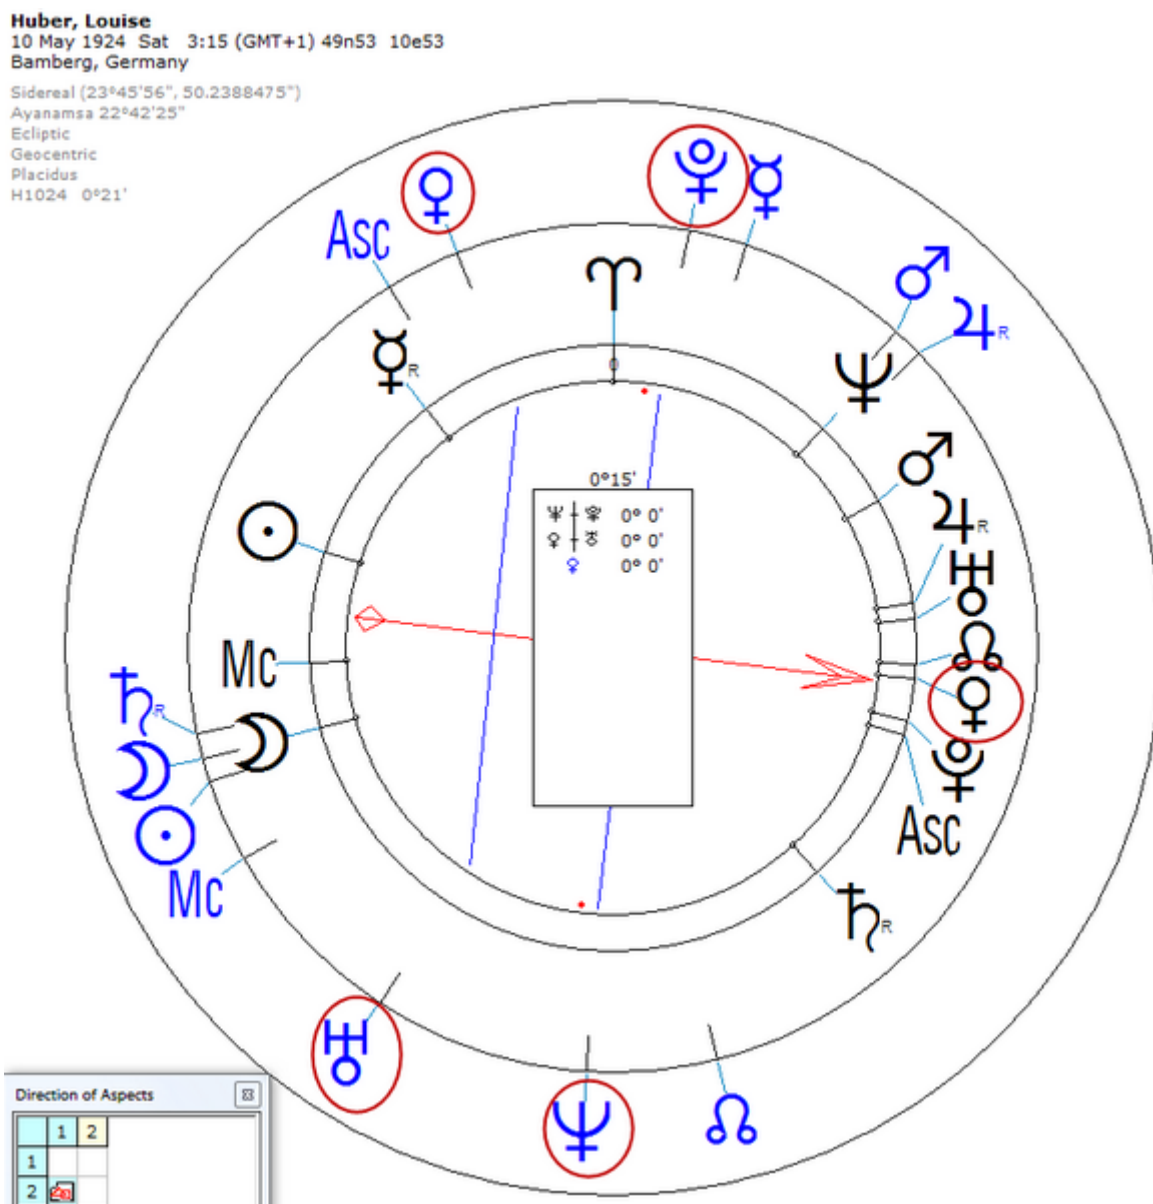 Huber, Louise
10 May 1924 Sat 3:15 (GMT+1) 49n53 10e53
Bamberg, Germany
Sidereal (23°45'56", 50.2388475")
Ayanamsa 22°42'25"
Ecliptic
Geocentric
Placidus
H1024 0°21'
Asc
R
R
0
R
0°15'
♆ ┼ ♇ 0° 0'
♀ ┼ ♅ 0° 0'
♀ 0° 0'
Mc
R
Asc
Mc
R
Direction of Aspects
1 2
1
2